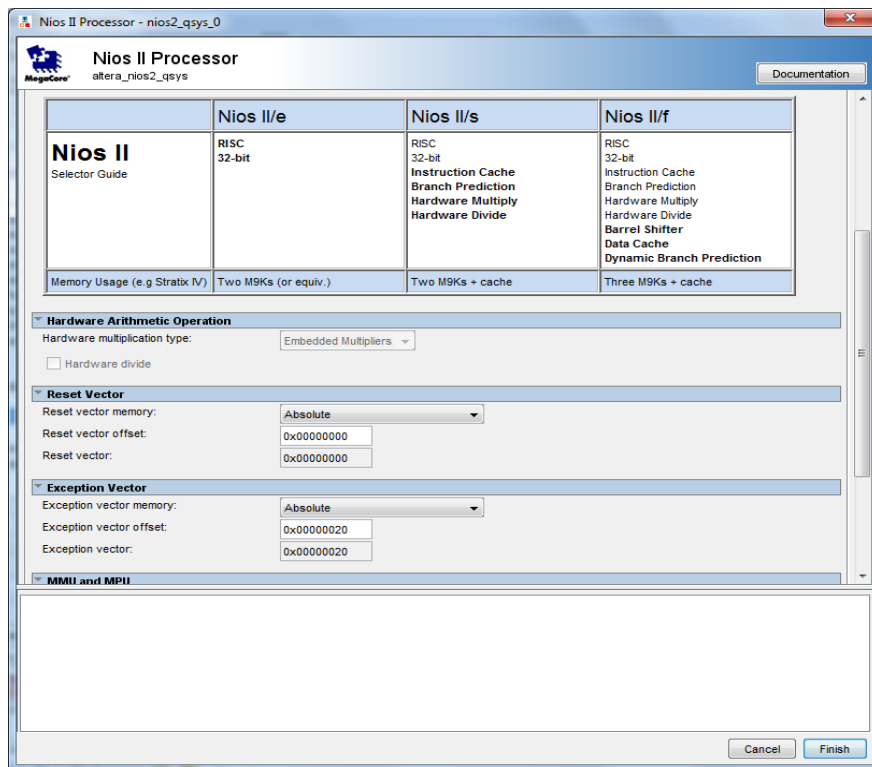 Nios II Processor - nios2_qsys_0
Nios II Processor
altera_nios2_qsys
MegaCore®
Documentation
Nios II/e Nios II/s Nios II/f
Nios II
Selector Guide
RISC
32-bit
RISC
32-bit
Instruction Cache
Branch Prediction
Hardware Multiply
Hardware Divide
RISC
32-bit
Instruction Cache
Branch Prediction
Hardware Multiply
Hardware Divide
Barrel Shifter
Data Cache
Dynamic Branch Prediction
Memory Usage (e.g Stratix IV) Two M9Ks (or equiv.) Two M9Ks + cache Three M9Ks + cache
Hardware Arithmetic Operation
Hardware multiplication type: Embedded Multipliers
Hardware divide
Reset Vector
Reset vector memory: Absolute
Reset vector offset: 0x00000000
Reset vector: 0x00000000
Exception Vector
Exception vector memory: Absolute
Exception vector offset: 0x00000020
Exception vector: 0x00000020
MMU and MPU
Cancel Finish